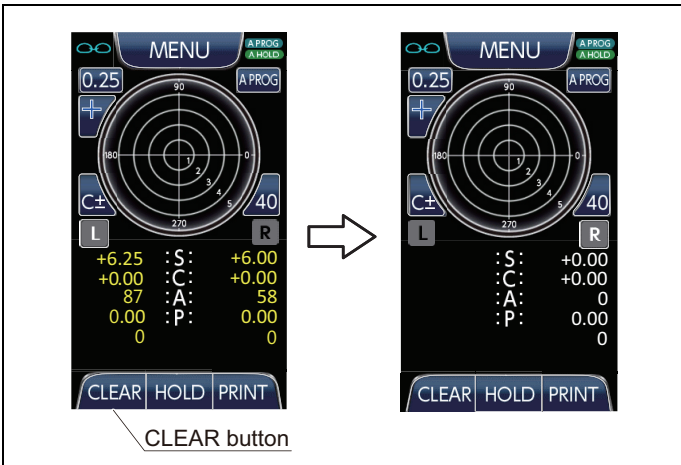 MENU
A PROG
A HOLD
0.25
A PROG
90
180
0
1
2
3
4
5
270
C±
40
L
R
+6.25 :S: +6.00
+0.00 :C: +0.00
87 :A: 58
0.00 :P: 0.00
0 0
CLEAR HOLD PRINT
CLEAR button
MENU
A PROG
A HOLD
0.25
A PROG
90
180
0
1
2
3
4
5
270
C±
40
L
R
:S: +0.00
:C: +0.00
:A: 0
:P: 0.00
0
CLEAR HOLD PRINT